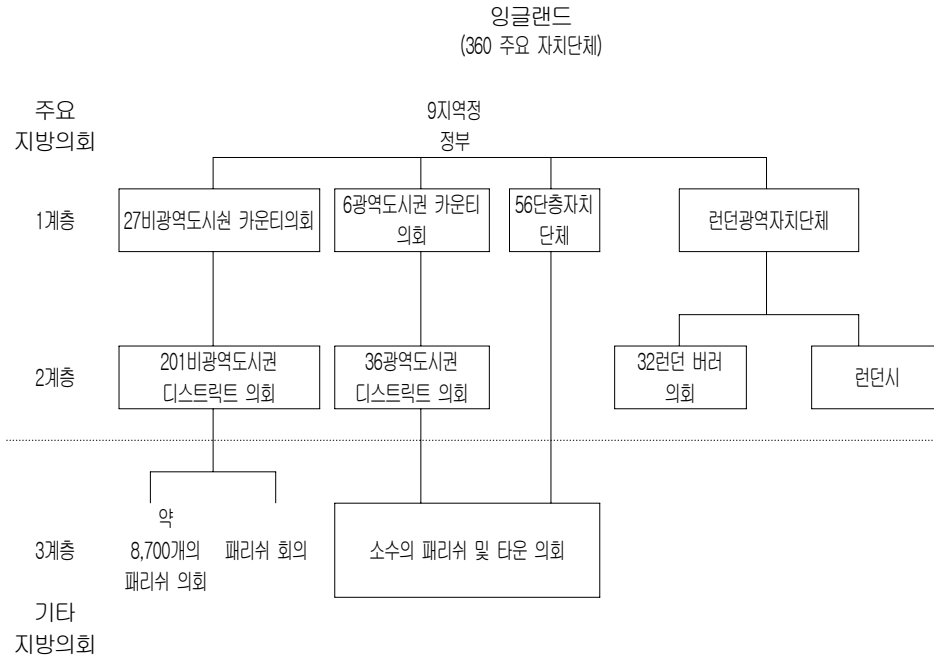 잉글랜드
(360 주요 자치단체)
주요
지방의회
9지역정
정부
1계층
27비광역도시숸 카운티의회
6광역도시권 카운티
의회
56단층자치
단체
런던광역자치단체
2계층
201비광역도시권
디스트릭트 의회
36광역도시권
디스트릭트 의회
32런던 버러
의회
런던시
3계층
약
8,700개의
패리쉬 의회
패리쉬 회의
소수의 패리쉬 및 타운 의회
기타
지방의회